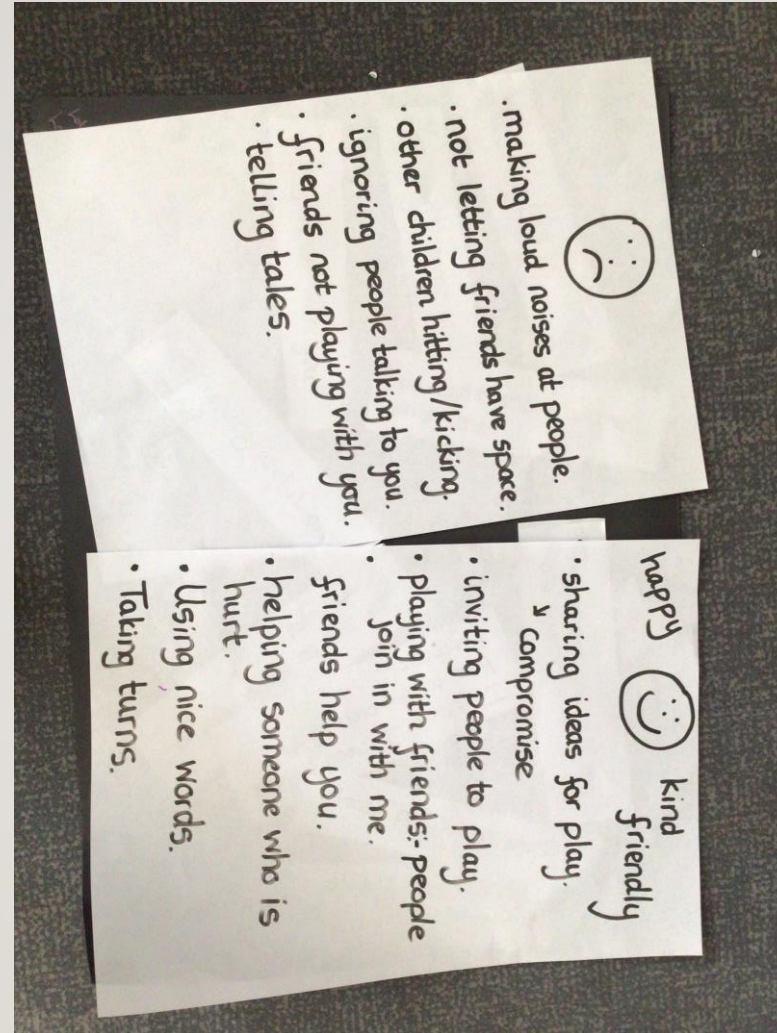 · making loud noises at people.
· not letting friends have space.
· other children hitting/kicking.
· ignoring people talking to you.
· friends not playing with you.
· telling tales.
happy kind
friendly
• sharing ideas for play.
↘ compromise
• inviting people to play.
• playing with friends:- people
join in with me.
• friends help you.
• helping someone who is
hurt.
• Using nice words.
• Taking turns.